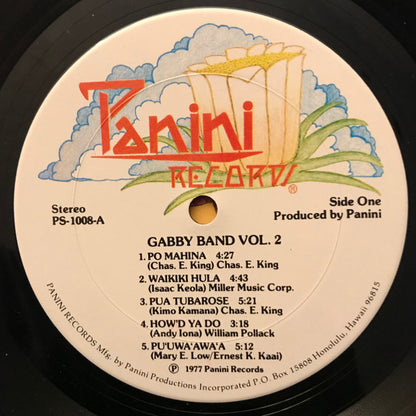 Panini
RECORDS®
Stereo
PS-1008-A
Side One
Produced by Panini
GABBY BAND VOL. 2
1. PO MAHINA 4:27
(Chas. E. King) Chas. E. King
2. WAIKIKI HULA 4:43
(Isaac Keola) Miller Music Corp.
3. PUA TUBAROSE 5:21
(Kimo Kamana) Chas. E. King
4. HOW'D YA DO 3:18
(Andy Iona) William Pollack
5. PU'UWA'AWA'A 5:12
(Mary E. Low/Ernest K. Kaai)
℗ 1977 Panini Records
PANINI RECORDS Mfg. by Panini Productions Incorporated P.O. Box 15808 Honolulu, Hawaii 96815